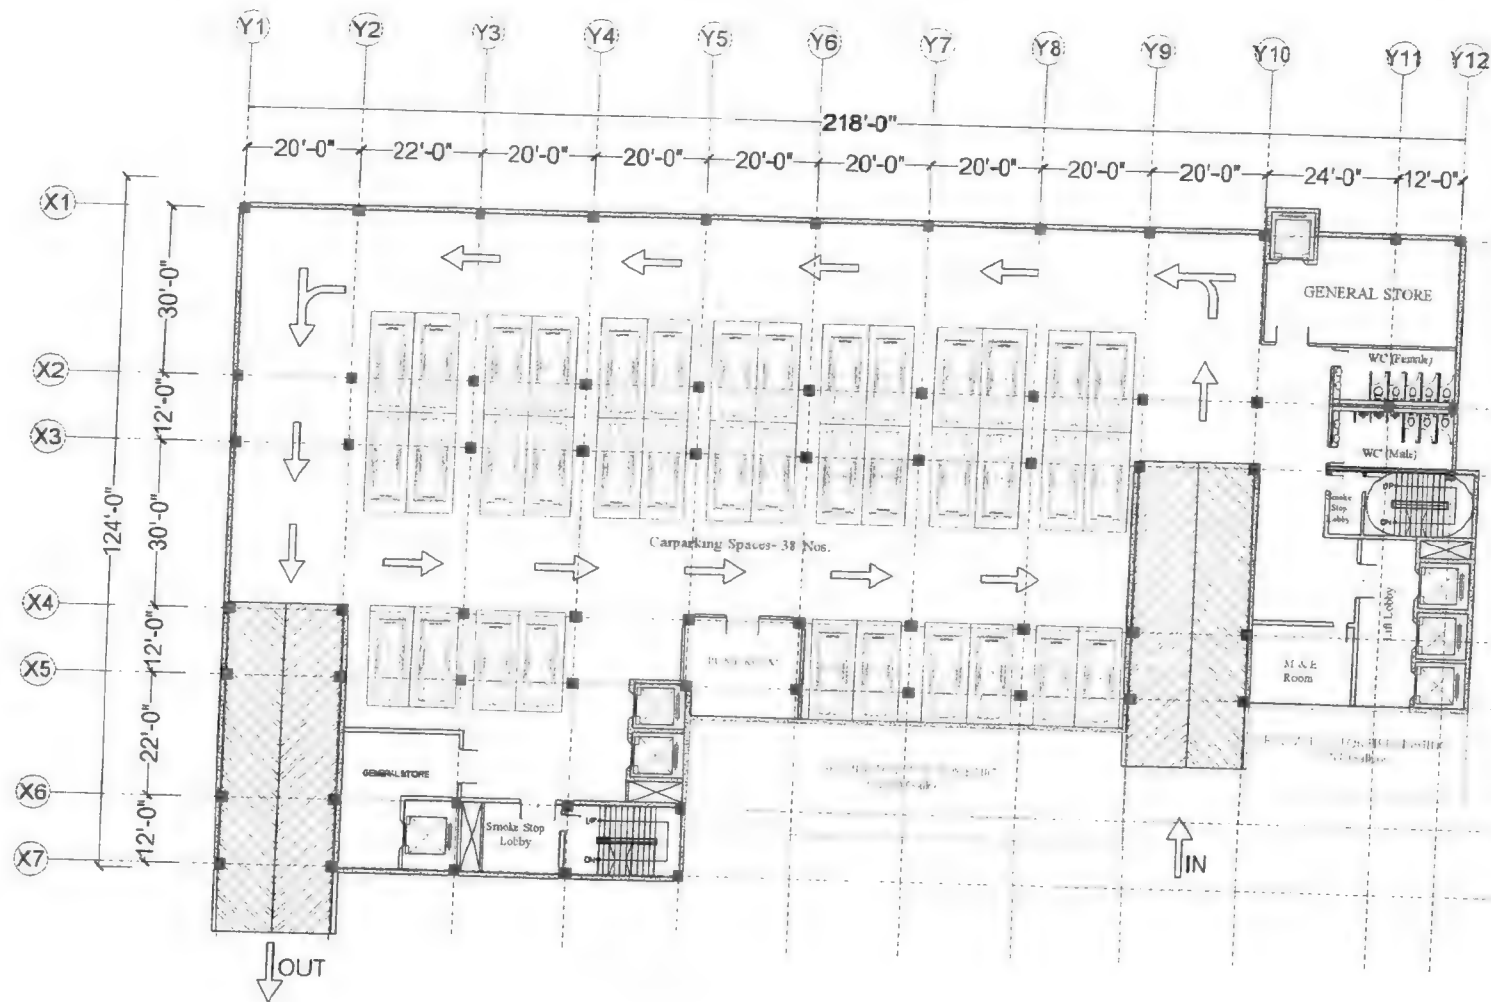 Y1 Y2 Y3 Y4 Y5 Y6 Y7 Y8 Y9 Y10 Y11 Y12
218'-0"
20'-0" 22'-0" 20'-0" 20'-0" 20'-0" 20'-0" 20'-0" 20'-0" 20'-0" 24'-0" 12'-0"
X1
30'-0"
GENERAL STORE
X2
WC (Female)
12'-0"
X3
WC (Male)
UP
Smoke
Stop
Lobby
DN
124'-0"
30'-0"
Carparking Spaces- 38 Nos.
X4
Lift Lobby
12'-0"
X5
M & E
Room
22'-0"
GENERAL STORE
X6
Smoke Stop
Lobby
UP
DN
12'-0"
X7
IN
OUT